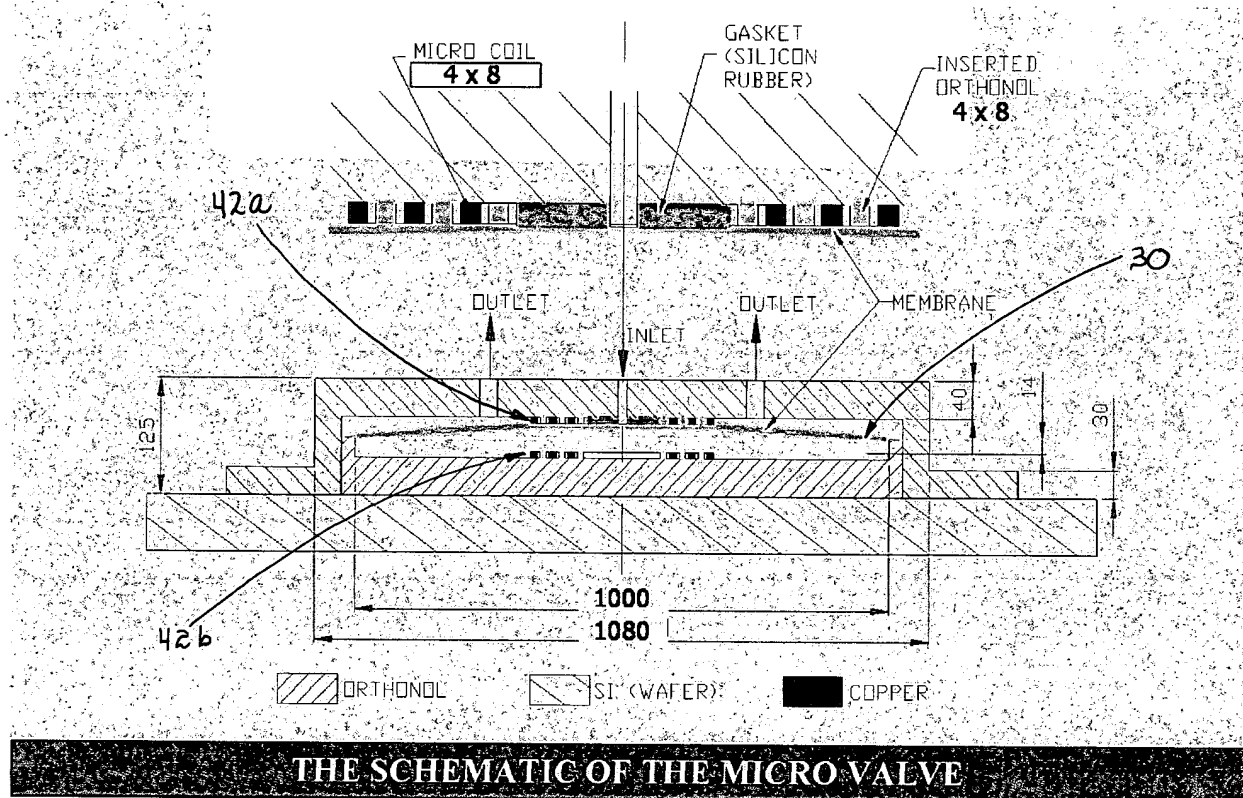 MICRO COIL
4 x 8
GASKET
(SILICON
RUBBER)
INSERTED
ORTHONOL
4 x 8
42a
30
OUTLET
OUTLET
MEMBRANE
INLET
125
40
14
30
1000
1080
42b
ORTHONOL
SI (WAFER)
COPPER
THE SCHEMATIC OF THE MICRO VALVE